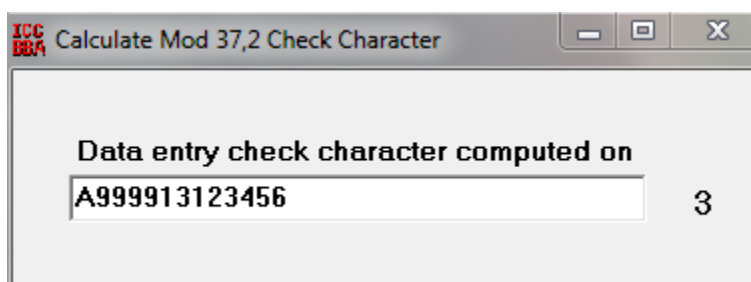 ICC
BBA
Calculate Mod 37,2 Check Character
Data entry check character computed on
A999913123456
3